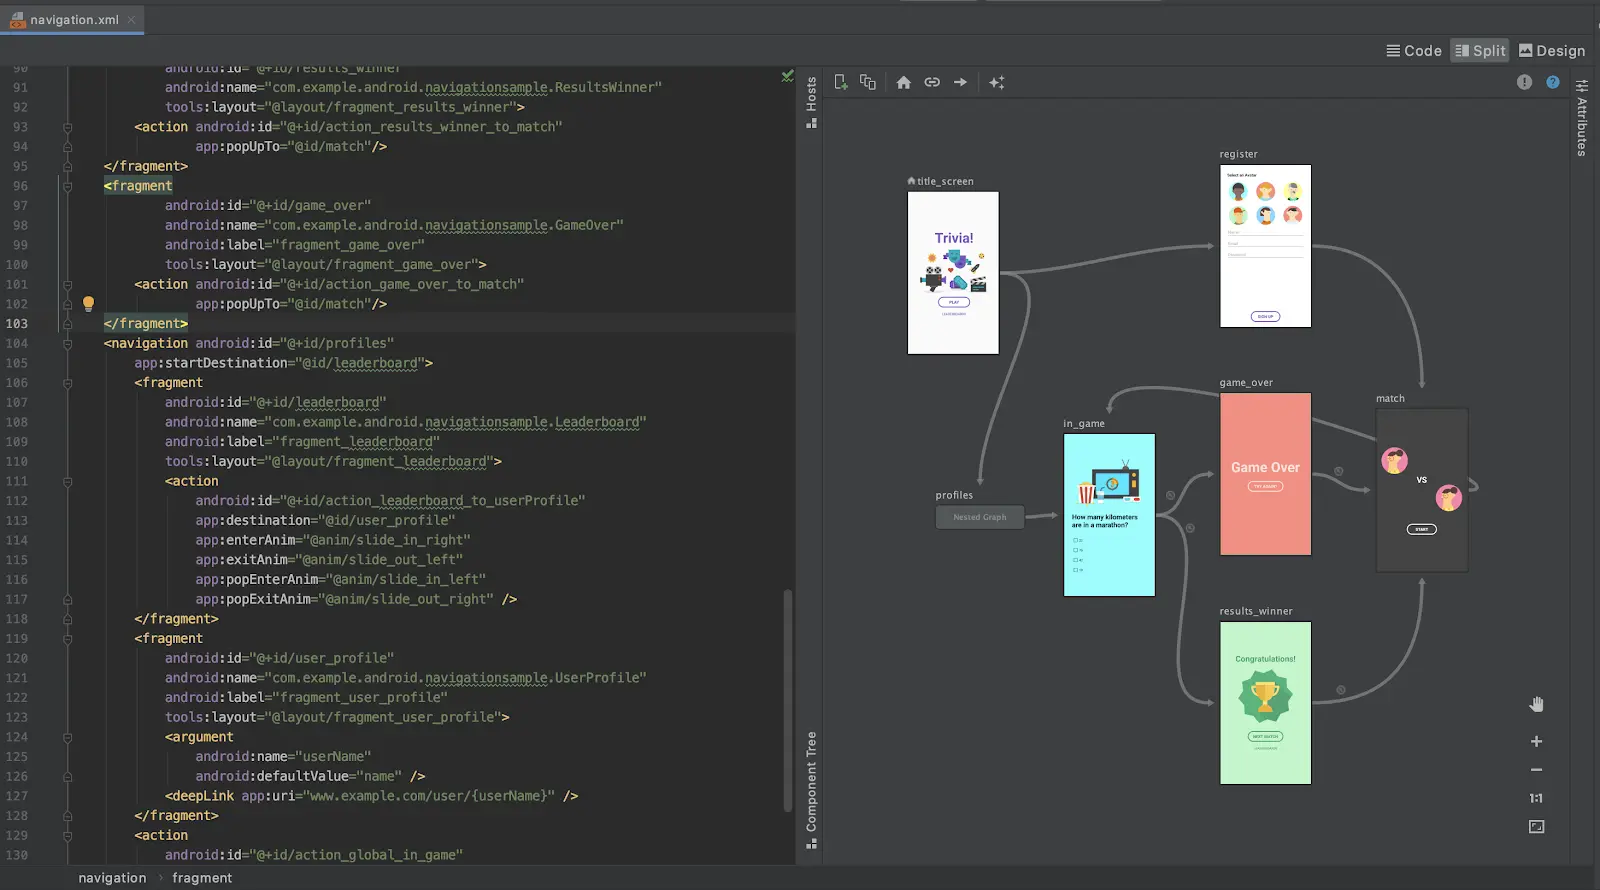 navigation.xml
Code
Split
Design
90 android:id="@+id/results_winner"
91 android:name="com.example.android.navigationsample.ResultsWinner"
92 tools:layout="@layout/fragment_results_winner">
93 <action android:id="@+id/action_results_winner_to_match"
94 app:popUpTo="@id/match"/>
95 </fragment>
96 <fragment
97 android:id="@+id/game_over"
98 android:name="com.example.android.navigationsample.GameOver"
99 android:label="fragment_game_over"
100 tools:layout="@layout/fragment_game_over">
101 <action android:id="@+id/action_game_over_to_match"
102 app:popUpTo="@id/match"/>
103 </fragment>
104 <navigation android:id="@+id/profiles"
105 app:startDestination="@id/leaderboard">
106 <fragment
107 android:id="@+id/leaderboard"
108 android:name="com.example.android.navigationsample.Leaderboard"
109 android:label="fragment_leaderboard"
110 tools:layout="@layout/fragment_leaderboard">
111 <action
112 android:id="@+id/action_leaderboard_to_userProfile"
113 app:destination="@id/user_profile"
114 app:enterAnim="@anim/slide_in_right"
115 app:exitAnim="@anim/slide_out_left"
116 app:popEnterAnim="@anim/slide_in_left"
117 app:popExitAnim="@anim/slide_out_right" />
118 </fragment>
119 <fragment
120 android:id="@+id/user_profile"
121 android:name="com.example.android.navigationsample.UserProfile"
122 android:label="fragment_user_profile"
123 tools:layout="@layout/fragment_user_profile">
124 <argument
125 android:name="userName"
126 android:defaultValue="name" />
127 <deepLink app:uri="www.example.com/user/{userName}" />
128 </fragment>
129 <action
130 android:id="@+id/action_global_in_game"
navigation › fragment
Hosts
Component Tree
Attributes
title_screen
Trivia!
PLAY
register
Select an Avatar
SIGN UP
profiles
Nested Graph
in_game
How many kilometers
are in a marathon?
game_over
Game Over
TRY AGAIN?
match
VS
START
results_winner
Congratulations!
NEXT MATCH
1:1